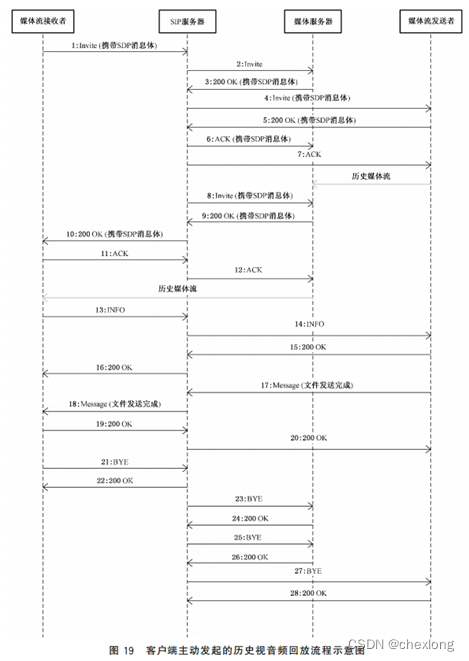 媒体流接收者
SIP服务器
媒体服务器
媒体流发送者
1:Invite (携带SDP消息体)
2:Invite
3:200 OK (携带SDP消息体)
4:Invite (携带SDP消息体)
5:200 OK (携带SDP消息体)
6:ACK (携带SDP消息体)
7:ACK
历史媒体流
8:Invite (携带SDP消息体)
9:200 OK (携带SDP消息体)
10:200 OK (携带SDP消息体)
11:ACK
12:ACK
历史媒体流
13:INFO
14:INFO
15:200 OK
16:200 OK
17:Message (文件发送完成)
18:Message (文件发送完成)
19:200 OK
20:200 OK
21:BYE
22:200 OK
23:BYE
24:200 OK
25:BYE
26:200 OK
27:BYE
28:200 OK
CSDN @chexlong
图 19 客户端主动发起的历史视音频回放流程示意图